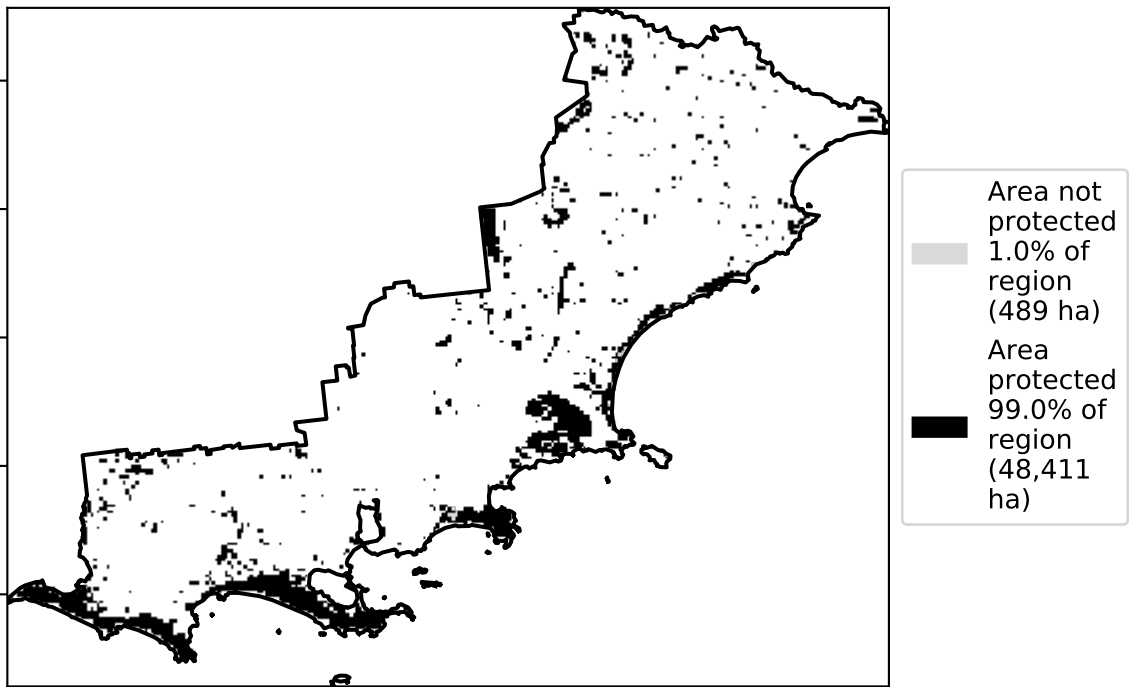 Area not
protected
1.0% of
region
(489 ha)
Area
protected
99.0% of
region
(48,411
ha)